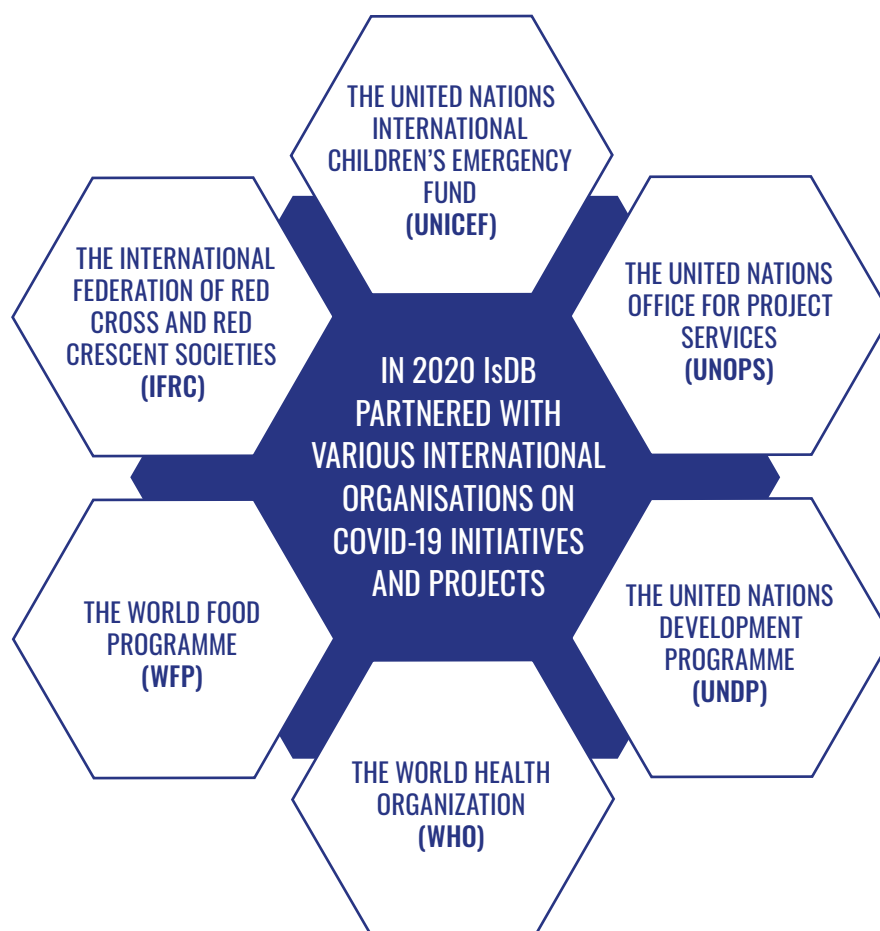 THE UNITED NATIONS
INTERNATIONAL
CHILDREN'S EMERGENCY
FUND
(UNICEF)
THE INTERNATIONAL
FEDERATION OF RED
CROSS AND RED
CRESCENT SOCIETIES
(IFRC)
THE UNITED NATIONS
OFFICE FOR PROJECT
SERVICES
(UNOPS)
IN 2020 IsDB
PARTNERED WITH
VARIOUS INTERNATIONAL
ORGANISATIONS ON
COVID-19 INITIATIVES
AND PROJECTS
THE WORLD FOOD
PROGRAMME
(WFP)
THE UNITED NATIONS
DEVELOPMENT
PROGRAMME
(UNDP)
THE WORLD HEALTH
ORGANIZATION
(WHO)